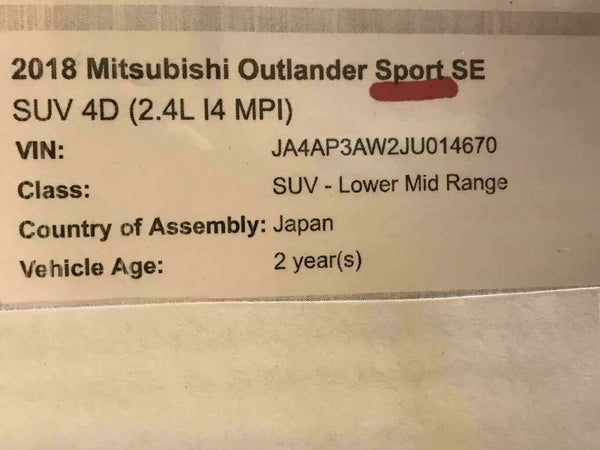 2018 Mitsubishi Outlander Sport SE
SUV 4D (2.4L I4 MPI)
VIN: JA4AP3AW2JU014670
Class: SUV - Lower Mid Range
Country of Assembly: Japan
Vehicle Age: 2 year(s)